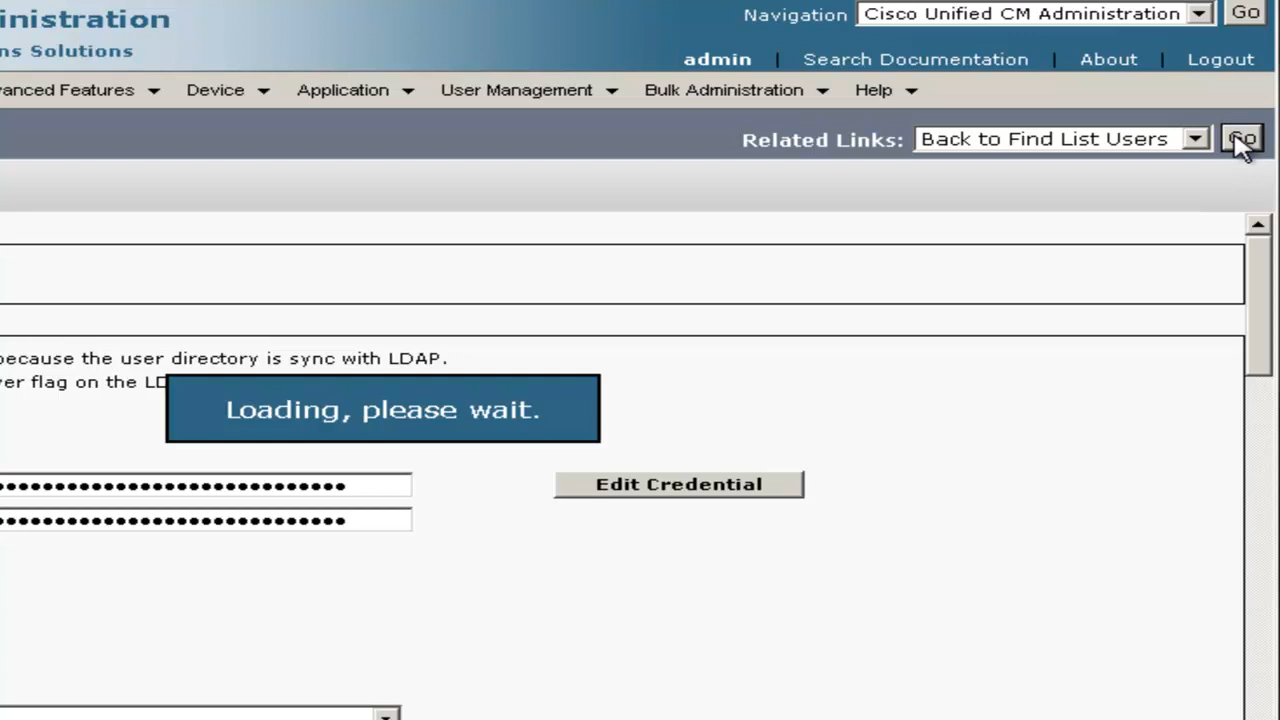 inistration
Navigation Cisco Unified CM Administration Go
ns Solutions
admin | Search Documentation | About | Logout
vanced Features Device Application User Management Bulk Administration Help
Related Links: Back to Find List Users Go
because the user directory is sync with LDAP.
ver flag on the LD
Loading, please wait.
Edit Credential